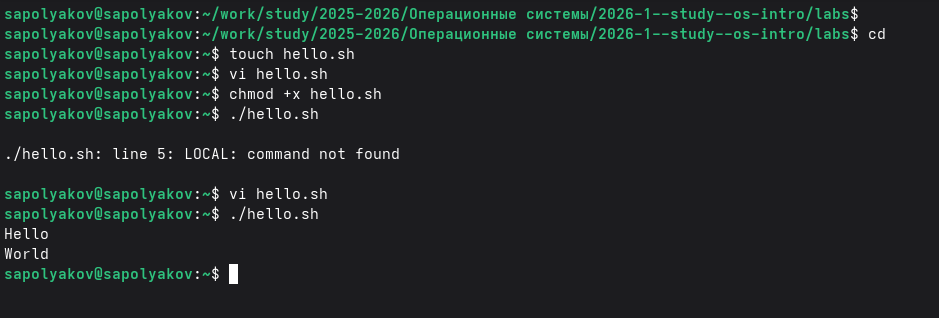 sapolyakov@sapolyakov:~/work/study/2025-2026/Операционные системы/2026-1--study--os-intro/labs$
sapolyakov@sapolyakov:~/work/study/2025-2026/Операционные системы/2026-1--study--os-intro/labs$ cd
sapolyakov@sapolyakov:~$ touch hello.sh
sapolyakov@sapolyakov:~$ vi hello.sh
sapolyakov@sapolyakov:~$ chmod +x hello.sh
sapolyakov@sapolyakov:~$ ./hello.sh
./hello.sh: line 5: LOCAL: command not found
sapolyakov@sapolyakov:~$ vi hello.sh
sapolyakov@sapolyakov:~$ ./hello.sh
Hello
World
sapolyakov@sapolyakov:~$